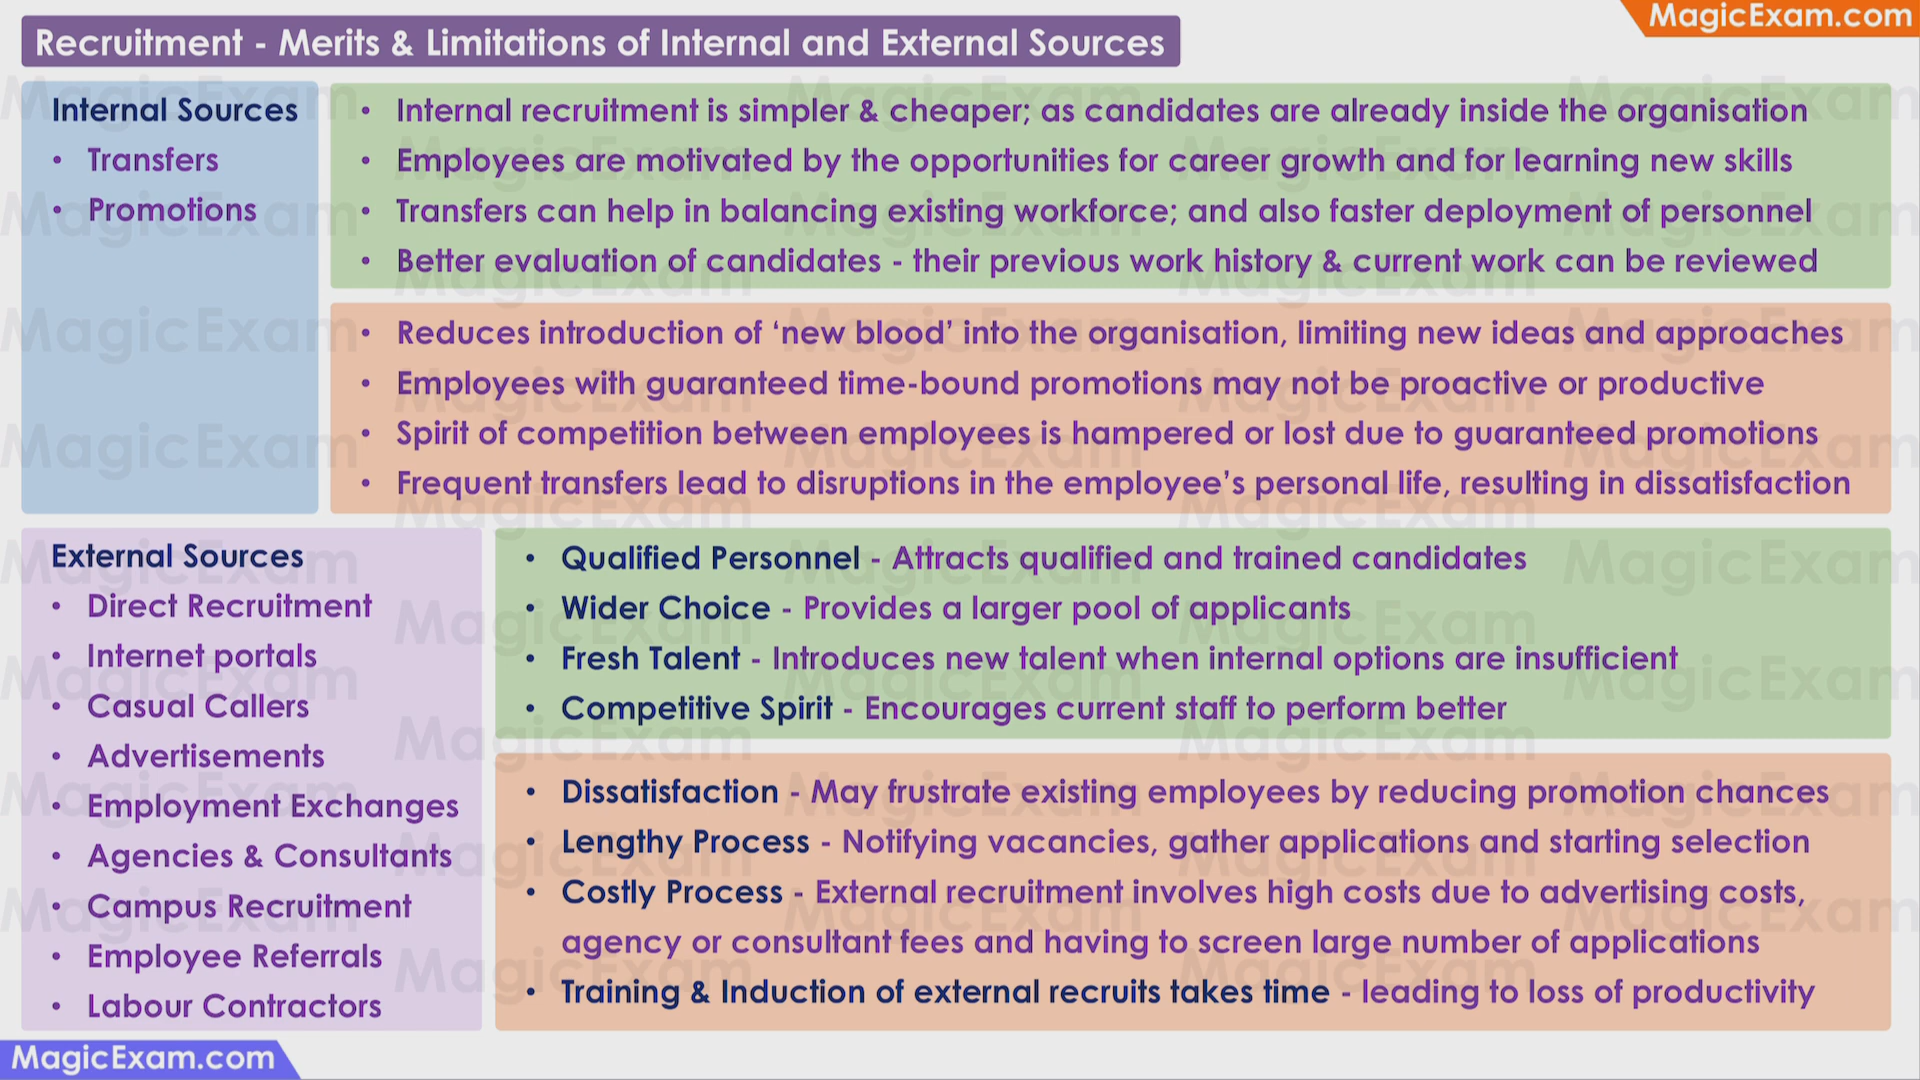 MagicExam.com
Recruitment - Merits & Limitations of Internal and External Sources
Internal Sources
• Transfers
• Promotions
• Internal recruitment is simpler & cheaper; as candidates are already inside the organisation
• Employees are motivated by the opportunities for career growth and for learning new skills
• Transfers can help in balancing existing workforce; and also faster deployment of personnel
• Better evaluation of candidates - their previous work history & current work can be reviewed
• Reduces introduction of ‘new blood’ into the organisation, limiting new ideas and approaches
• Employees with guaranteed time-bound promotions may not be proactive or productive
• Spirit of competition between employees is hampered or lost due to guaranteed promotions
• Frequent transfers lead to disruptions in the employee’s personal life, resulting in dissatisfaction
External Sources
• Direct Recruitment
• Internet portals
• Casual Callers
• Advertisements
• Employment Exchanges
• Agencies & Consultants
• Campus Recruitment
• Employee Referrals
• Labour Contractors
• Qualified Personnel - Attracts qualified and trained candidates
• Wider Choice - Provides a larger pool of applicants
• Fresh Talent - Introduces new talent when internal options are insufficient
• Competitive Spirit - Encourages current staff to perform better
• Dissatisfaction - May frustrate existing employees by reducing promotion chances
• Lengthy Process - Notifying vacancies, gather applications and starting selection
• Costly Process - External recruitment involves high costs due to advertising costs,
agency or consultant fees and having to screen large number of applications
• Training & Induction of external recruits takes time - leading to loss of productivity
MagicExam.com